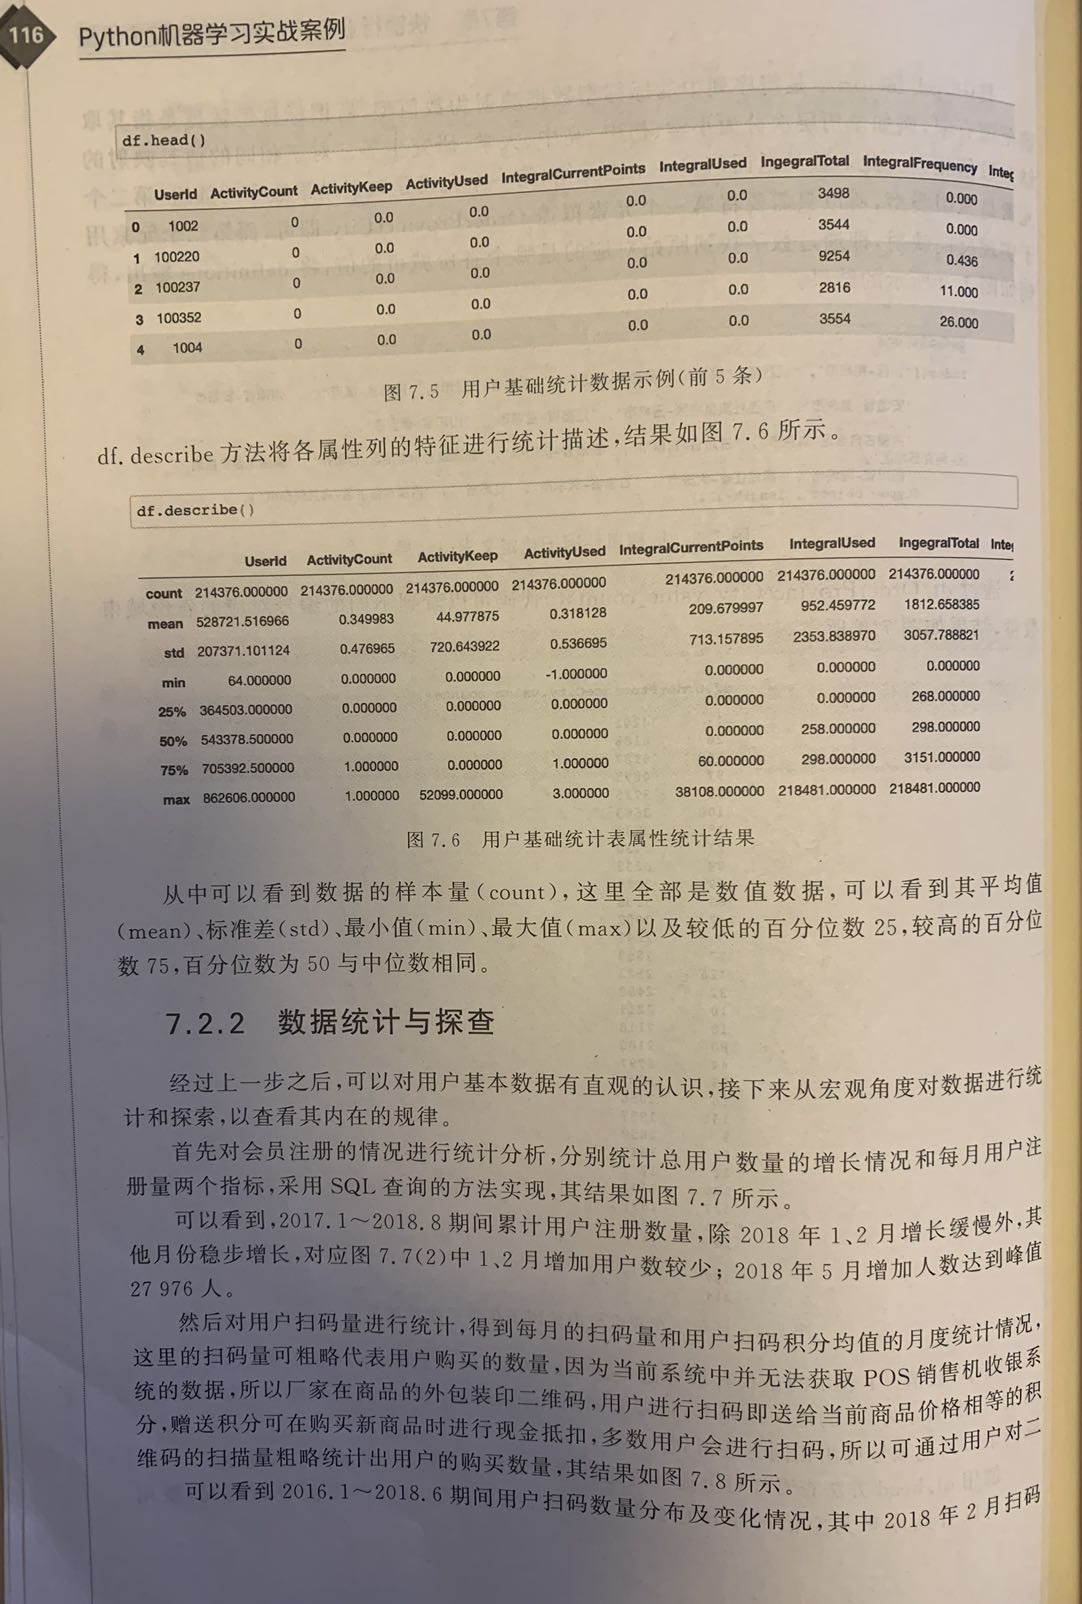 116 Python机器学习实战案例
df.head()
UserId ActivityCount ActivityKeep ActivityUsed IntegralCurrentPoints IntegralUsed IngegralTotal IntegralFrequency Integ
0 1002 0 0.0 0.0 0.0 0.0 3498 0.000
1 100220 0 0.0 0.0 0.0 0.0 3544 0.000
2 100237 0 0.0 0.0 0.0 0.0 9254 0.436
3 100352 0 0.0 0.0 0.0 0.0 2816 11.000
4 1004 0 0.0 0.0 0.0 0.0 3554 26.000
图 7.5 用户基础统计数据示例(前 5 条)
df. describe 方法将各属性列的特征进行统计描述,结果如图 7.6 所示。
df.describe()
UserId ActivityCount ActivityKeep ActivityUsed IntegralCurrentPoints IntegralUsed IngegralTotal Integ
count 214376.000000 214376.000000 214376.000000 214376.000000 214376.000000 214376.000000 214376.000000 2
mean 528721.516966 0.349983 44.977875 0.318128 209.679997 952.459772 1812.658385
std 207371.101124 0.476965 720.643922 0.536695 713.157895 2353.838970 3057.788821
min 64.000000 0.000000 0.000000 -1.000000 0.000000 0.000000 0.000000
25% 364503.000000 0.000000 0.000000 0.000000 0.000000 0.000000 268.000000
50% 543378.500000 0.000000 0.000000 0.000000 0.000000 258.000000 298.000000
75% 705392.500000 1.000000 0.000000 1.000000 60.000000 298.000000 3151.000000
max 862606.000000 1.000000 52099.000000 3.000000 38108.000000 218481.000000 218481.000000
图 7.6 用户基础统计表属性统计结果
从中可以看到数据的样本量(count),这里全部是数值数据,可以看到其平均值
(mean)、标准差(std)、最小值(min)、最大值(max)以及较低的百分位数 25,较高的百分位
数 75,百分位数为 50 与中位数相同。
7.2.2 数据统计与探查
经过上一步之后,可以对用户基本数据有直观的认识,接下来从宏观角度对数据进行统
计和探索,以查看其内在的规律。
首先对会员注册的情况进行统计分析,分别统计总用户数量的增长情况和每月用户注
册量两个指标,采用 SQL 查询的方法实现,其结果如图 7.7 所示。
可以看到,2017.1～2018.8 期间累计用户注册数量,除 2018 年 1、2 月增长缓慢外,其
他月份稳步增长,对应图 7.7(2)中 1、2 月增加用户数较少；2018 年 5 月增加人数达到峰值
27 976 人。
然后对用户扫码量进行统计,得到每月的扫码量和用户扫码积分均值的月度统计情况,
这里的扫码量可粗略代表用户购买的数量,因为当前系统中并无法获取 POS 销售机收银系
统的数据,所以厂家在商品的外包装印二维码,用户进行扫码即送给当前商品价格相等的积
分,赠送积分可在购买新商品时进行现金抵扣,多数用户会进行扫码,所以可通过用户对二
维码的扫描量粗略统计出用户的购买数量,其结果如图 7.8 所示。
可以看到 2016.1～2018.6 期间用户扫码数量分布及变化情况,其中 2018 年 2 月扫码